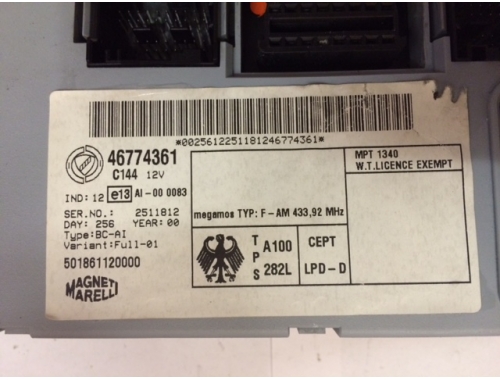 *0025612251181246774361*
46774361
C144 12V
IND: 12 e13 AI-00 0083
SER.NO.: 2511812
DAY: 256 YEAR: 00
Type:BC-AI
Variant:Full-01
501861120000
MAGNETI
MARELLI
MPT 1340
W.T.LICENCE EXEMPT
megamos TYP: F-AM 433,92 MHz
TPS A100 282L
CEPT
LPD-D